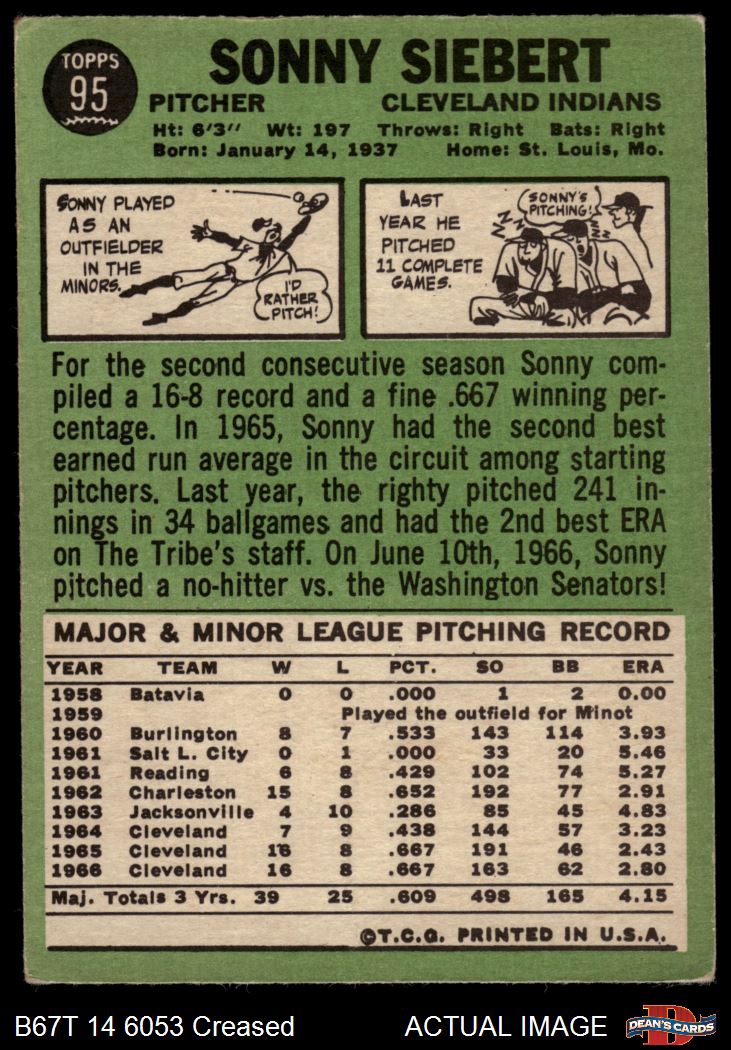 TOPPS
95
SONNY SIEBERT
PITCHER CLEVELAND INDIANS
Ht: 6'3" Wt: 197 Throws: Right Bats: Right
Born: January 14, 1937 Home: St. Louis, Mo.
SONNY PLAYED
AS AN
OUTFIELDER
IN THE
MINORS.
I'D
RATHER
PITCH!
LAST
YEAR HE
PITCHED
11 COMPLETE
GAMES.
SONNY'S
PITCHING!
Z Z Z
For the second consecutive season Sonny com-
piled a 16-8 record and a fine .667 winning per-
centage. In 1965, Sonny had the second best
earned run average in the circuit among starting
pitchers. Last year, the righty pitched 241 in-
nings in 34 ballgames and had the 2nd best ERA
on The Tribe's staff. On June 10th, 1966, Sonny
pitched a no-hitter vs. the Washington Senators!
MAJOR & MINOR LEAGUE PITCHING RECORD
YEAR TEAM W L PCT. SO BB ERA
1958 Batavia 0 0 .000 1 2 0.00
1959 Played the outfield for Minot
1960 Burlington 8 7 .533 143 114 3.93
1961 Salt L. City 0 1 .000 33 20 5.46
1961 Reading 6 8 .429 102 74 5.27
1962 Charleston 15 8 .652 192 77 2.91
1963 Jacksonville 4 10 .286 85 45 4.83
1964 Cleveland 7 9 .438 144 57 3.23
1965 Cleveland 16 8 .667 191 46 2.43
1966 Cleveland 16 8 .667 163 62 2.80
Maj. Totals 3 Yrs. 39 25 .609 498 165 4.15
©T.C.G. PRINTED IN U.S.A.
B67T 14 6053 Creased ACTUAL IMAGE
D
DEAN'S CARDS